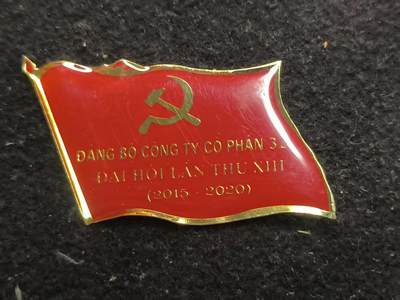 ĐẢNG BỘ CÔNG TY CỔ PHẦN
ĐẠI HỘI LẦN THỨ XIII
(2015 - 2020)